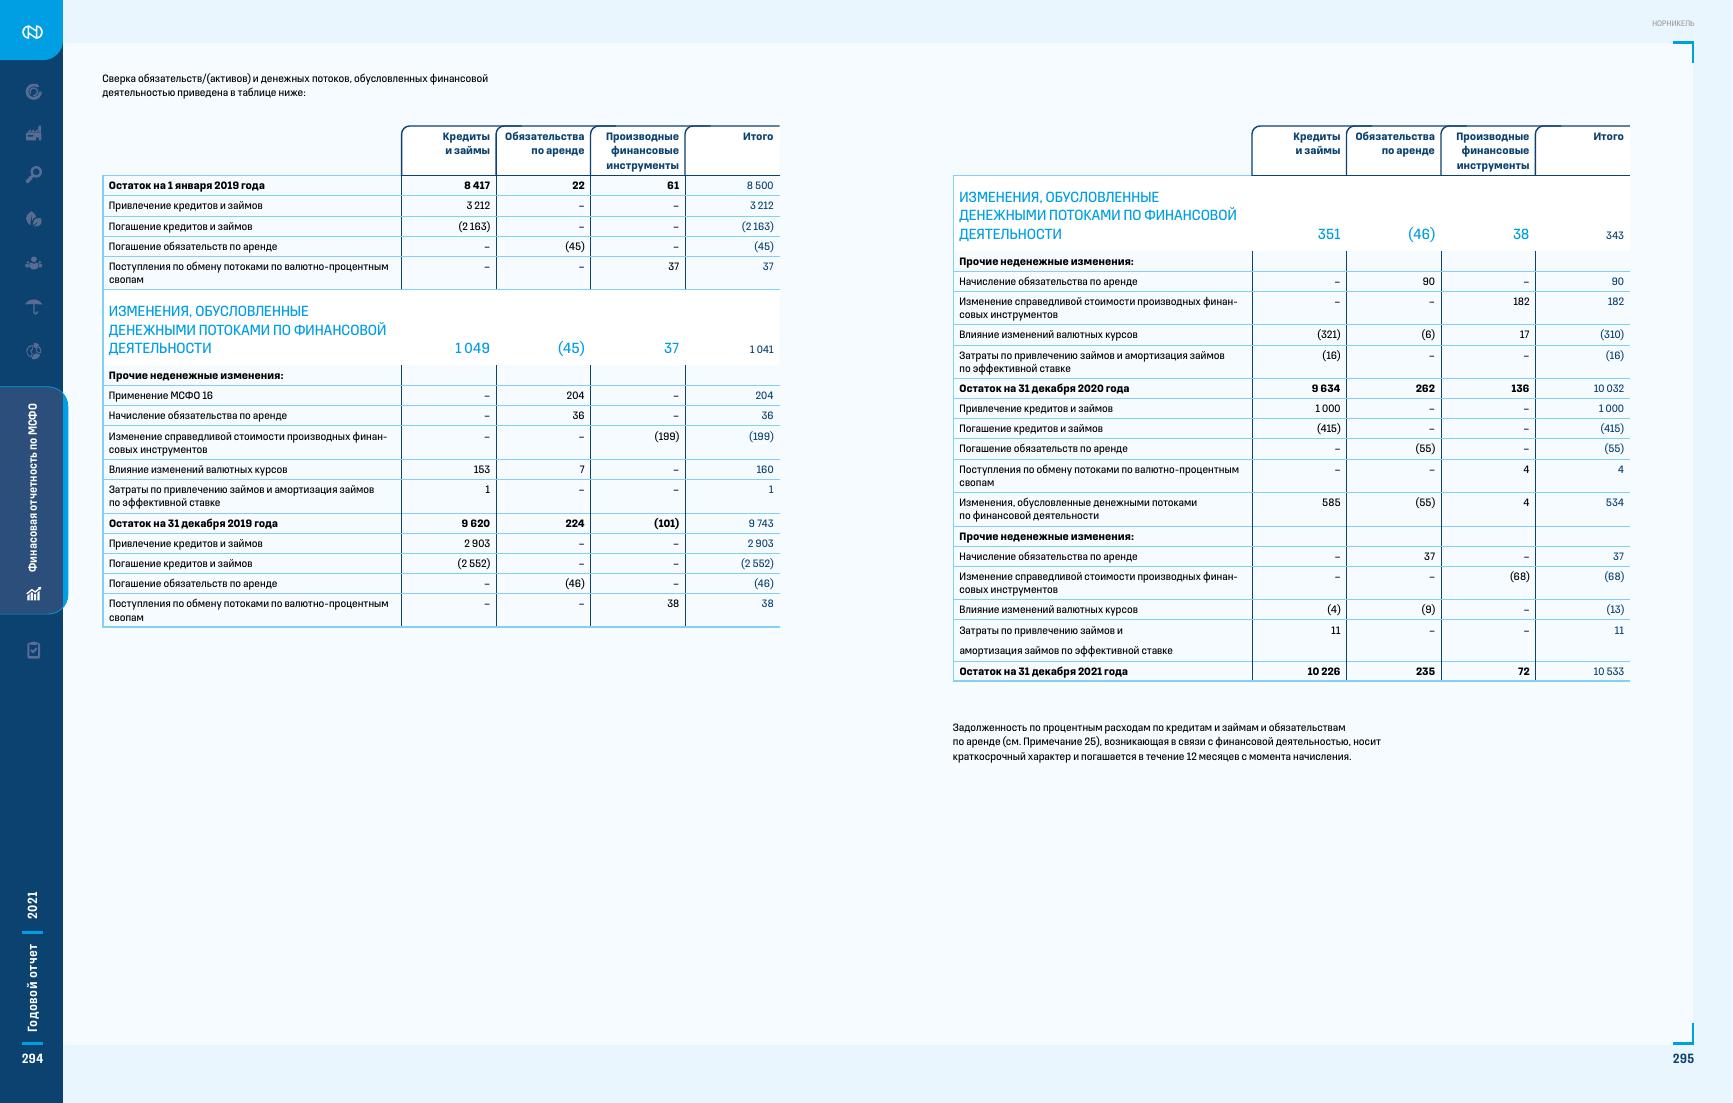 НОРНИКЕЛЬ
Сверка обязательств/(активов) и денежных потоков, обусловленных финансовой
деятельностью приведена в таблице ниже:
Кредиты и займы Обязательства по аренде Производные финансовые инструменты Итого
Остаток на 1 января 2019 года 8 417 22 61 8 500
Привлечение кредитов и займов 3 212 – – 3 212
Погашение кредитов и займов (2 163) – – (2 163)
Погашение обязательств по аренде – (45) – (45)
Поступления по обмену потоками по валютно-процентным – – 37 37
свопам
ИЗМЕНЕНИЯ, ОБУСЛОВЛЕННЫЕ
ДЕНЕЖНЫМИ ПОТОКАМИ ПО ФИНАНСОВОЙ
ДЕЯТЕЛЬНОСТИ 1 049 (45) 37 1 041
Прочие неденежные изменения:
Применение МСФО 16 – 204 – 204
Начисление обязательства по аренде – 36 – 36
Изменение справедливой стоимости производных финан- – – (199) (199)
совых инструментов
Влияние изменений валютных курсов 153 7 – 160
Затраты по привлечению займов и амортизация займов 1 – – 1
по эффективной ставке
Остаток на 31 декабря 2019 года 9 620 224 (101) 9 743
Привлечение кредитов и займов 2 903 – – 2 903
Погашение кредитов и займов (2 552) – – (2 552)
Погашение обязательств по аренде – (46) – (46)
Поступления по обмену потоками по валютно-процентным – – 38 38
свопам
Кредиты и займы Обязательства по аренде Производные финансовые инструменты Итого
ИЗМЕНЕНИЯ, ОБУСЛОВЛЕННЫЕ
ДЕНЕЖНЫМИ ПОТОКАМИ ПО ФИНАНСОВОЙ
ДЕЯТЕЛЬНОСТИ 351 (46) 38 343
Прочие неденежные изменения:
Начисление обязательства по аренде – 90 – 90
Изменение справедливой стоимости производных финан- – – 182 182
совых инструментов
Влияние изменений валютных курсов (321) (6) 17 (310)
Затраты по привлечению займов и амортизация займов (16) – – (16)
по эффективной ставке
Остаток на 31 декабря 2020 года 9 634 262 136 10 032
Привлечение кредитов и займов 1 000 – – 1 000
Погашение кредитов и займов (415) – – (415)
Погашение обязательств по аренде – (55) – (55)
Поступления по обмену потоками по валютно-процентным – – 4 4
свопам
Изменения, обусловленные денежными потоками 585 (55) 4 534
по финансовой деятельности
Прочие неденежные изменения:
Начисление обязательства по аренде – 37 – 37
Изменение справедливой стоимости производных финан- – – (68) (68)
совых инструментов
Влияние изменений валютных курсов (4) (9) – (13)
Затраты по привлечению займов и 11 – – 11
амортизация займов по эффективной ставке
Остаток на 31 декабря 2021 года 10 226 235 72 10 533
Задолженность по процентным расходам по кредитам и займам и обязательствам
по аренде (см. Примечание 25), возникающая в связи с финансовой деятельностью, носит
краткосрочный характер и погашается в течение 12 месяцев с момента начисления.
Финасовая отчетность по МСФО
Годовой отчет 2021
294
295